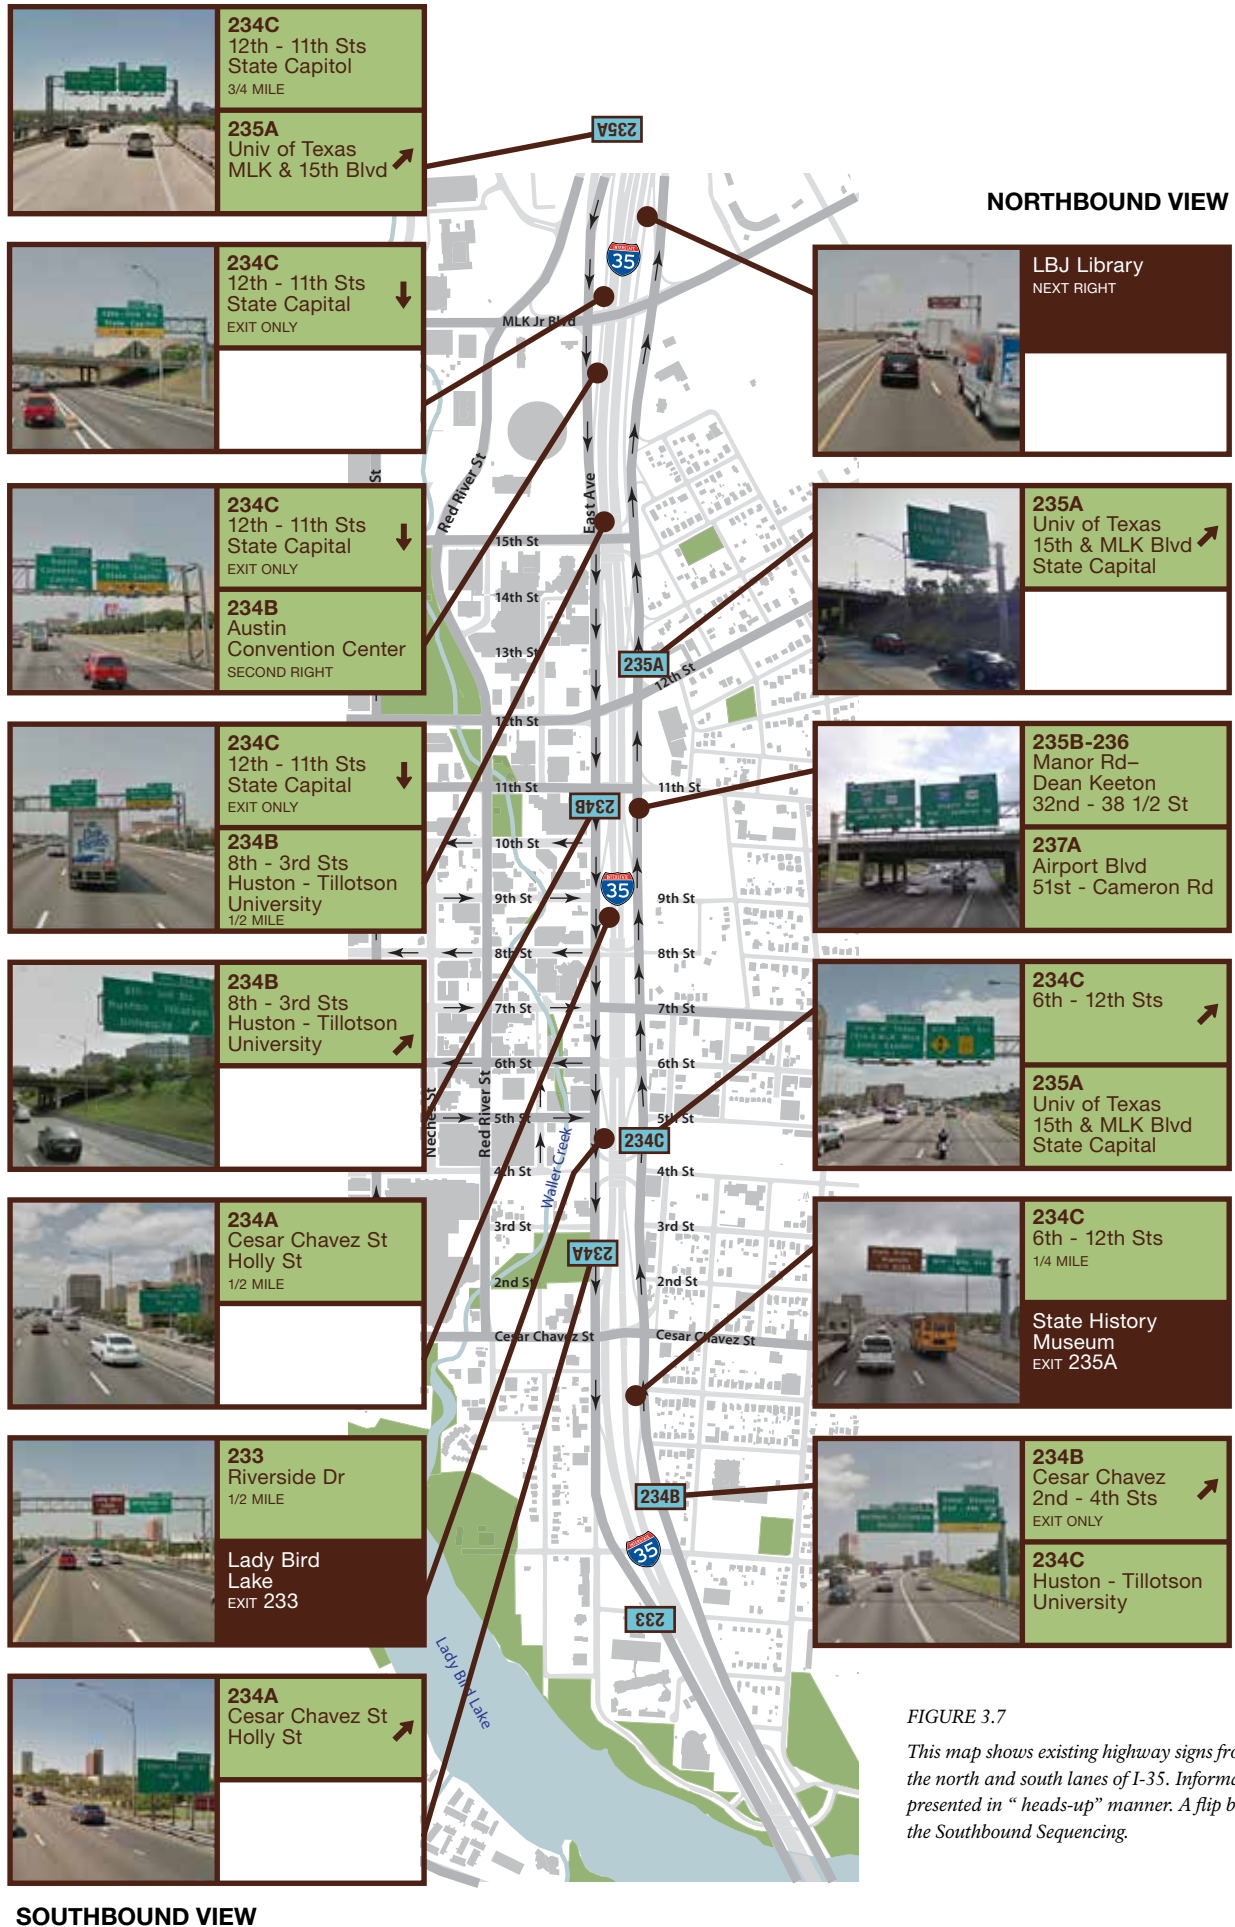 234C
12th - 11th Sts
State Capitol
3/4 MILE
235A
Univ of Texas
MLK & 15th Blvd
234C
12th - 11th Sts
State Capital
EXIT ONLY
234C
12th - 11th Sts
State Capital
EXIT ONLY
234B
Austin
Convention Center
SECOND RIGHT
234C
12th - 11th Sts
State Capital
EXIT ONLY
234B
8th - 3rd Sts
Huston - Tillotson
University
1/2 MILE
234B
8th - 3rd Sts
Huston - Tillotson
University
234A
Cesar Chavez St
Holly St
1/2 MILE
233
Riverside Dr
1/2 MILE
Lady Bird
Lake
EXIT 233
234A
Cesar Chavez St
Holly St
SOUTHBOUND VIEW
235A
35
MLK Jr Blvd
St
Red River St
East Ave
15th St
14th St
13th St
235A
12th St
12th St
11th St
11th St
234B
10th St
35
9th St
9th St
8th St
8th St
7th St
7th St
6th St
6th St
Neches St
Red River St
5th St
5th St
234C
Waller Creek
4th St
4th St
3rd St
3rd St
234A
2nd St
2nd St
Cesar Chavez St
Cesar Chavez St
234B
35
233
Lady Bird Lake
NORTHBOUND VIEW
LBJ Library
NEXT RIGHT
235A
Univ of Texas
15th & MLK Blvd
State Capital
235B-236
Manor Rd–
Dean Keeton
32nd - 38 1/2 St
237A
Airport Blvd
51st - Cameron Rd
234C
6th - 12th Sts
235A
Univ of Texas
15th & MLK Blvd
State Capital
234C
6th - 12th Sts
1/4 MILE
State History
Museum
EXIT 235A
234B
Cesar Chavez
2nd - 4th Sts
EXIT ONLY
234C
Huston - Tillotson
University
FIGURE 3.7
This map shows existing highway signs fro
the north and south lanes of I-35. Informa
presented in “ heads-up” manner. A flip b
the Southbound Sequencing.